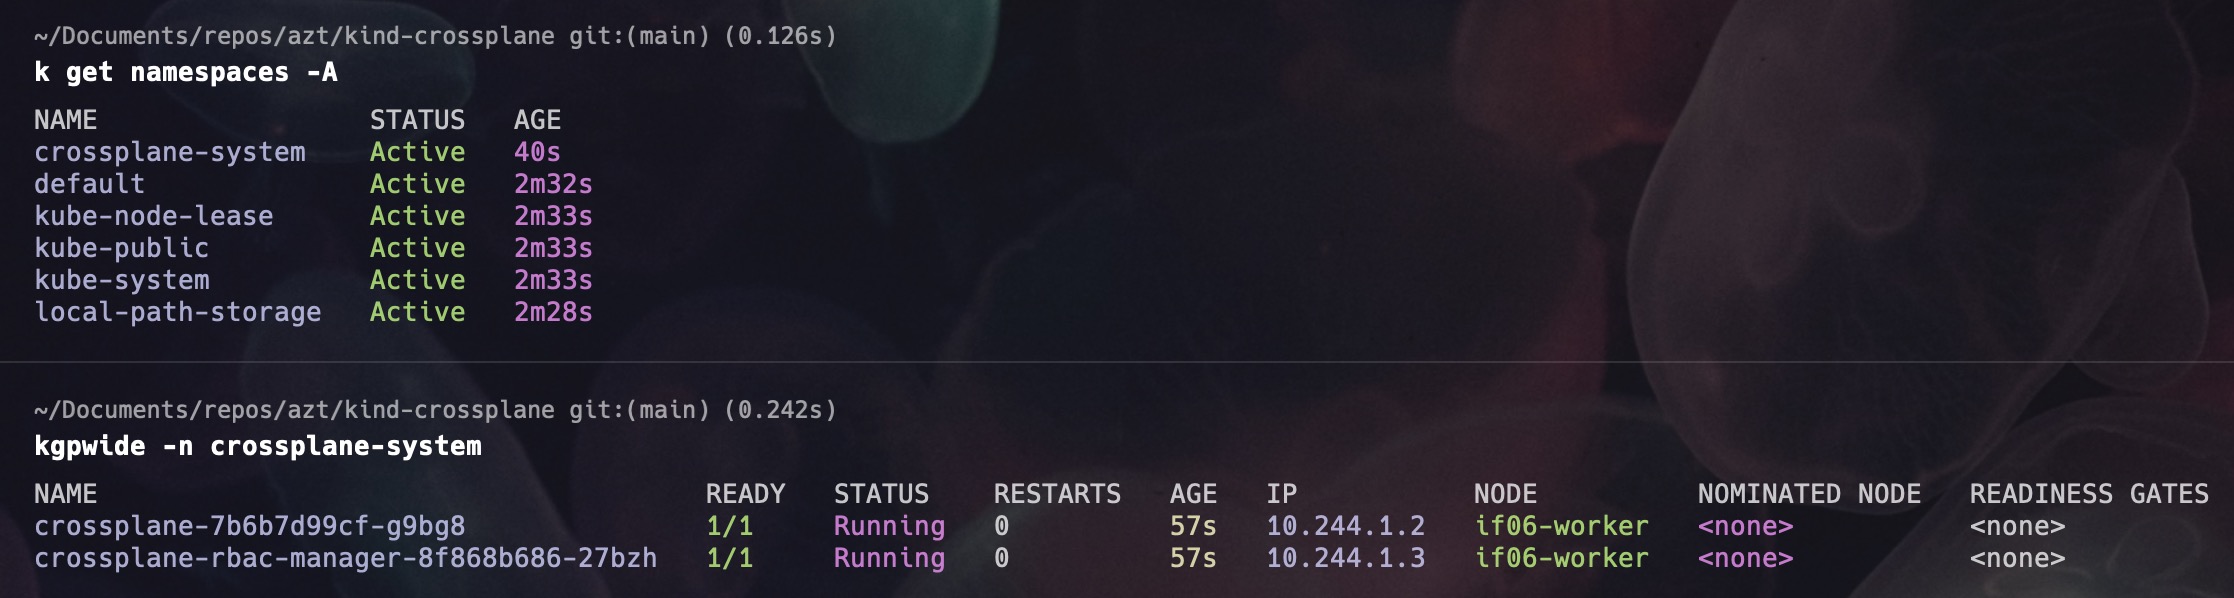 ~/Documents/repos/azt/kind-crossplane git:(main) (0.126s)
k get namespaces -A
NAME STATUS AGE
crossplane-system Active 40s
default Active 2m32s
kube-node-lease Active 2m33s
kube-public Active 2m33s
kube-system Active 2m33s
local-path-storage Active 2m28s
~/Documents/repos/azt/kind-crossplane git:(main) (0.242s)
kgpwide -n crossplane-system
NAME READY STATUS RESTARTS AGE IP NODE NOMINATED NODE READINESS GATES
crossplane-7b6b7d99cf-g9bg8 1/1 Running 0 57s 10.244.1.2 if06-worker <none> <none>
crossplane-rbac-manager-8f868b686-27bzh 1/1 Running 0 57s 10.244.1.3 if06-worker <none> <none>